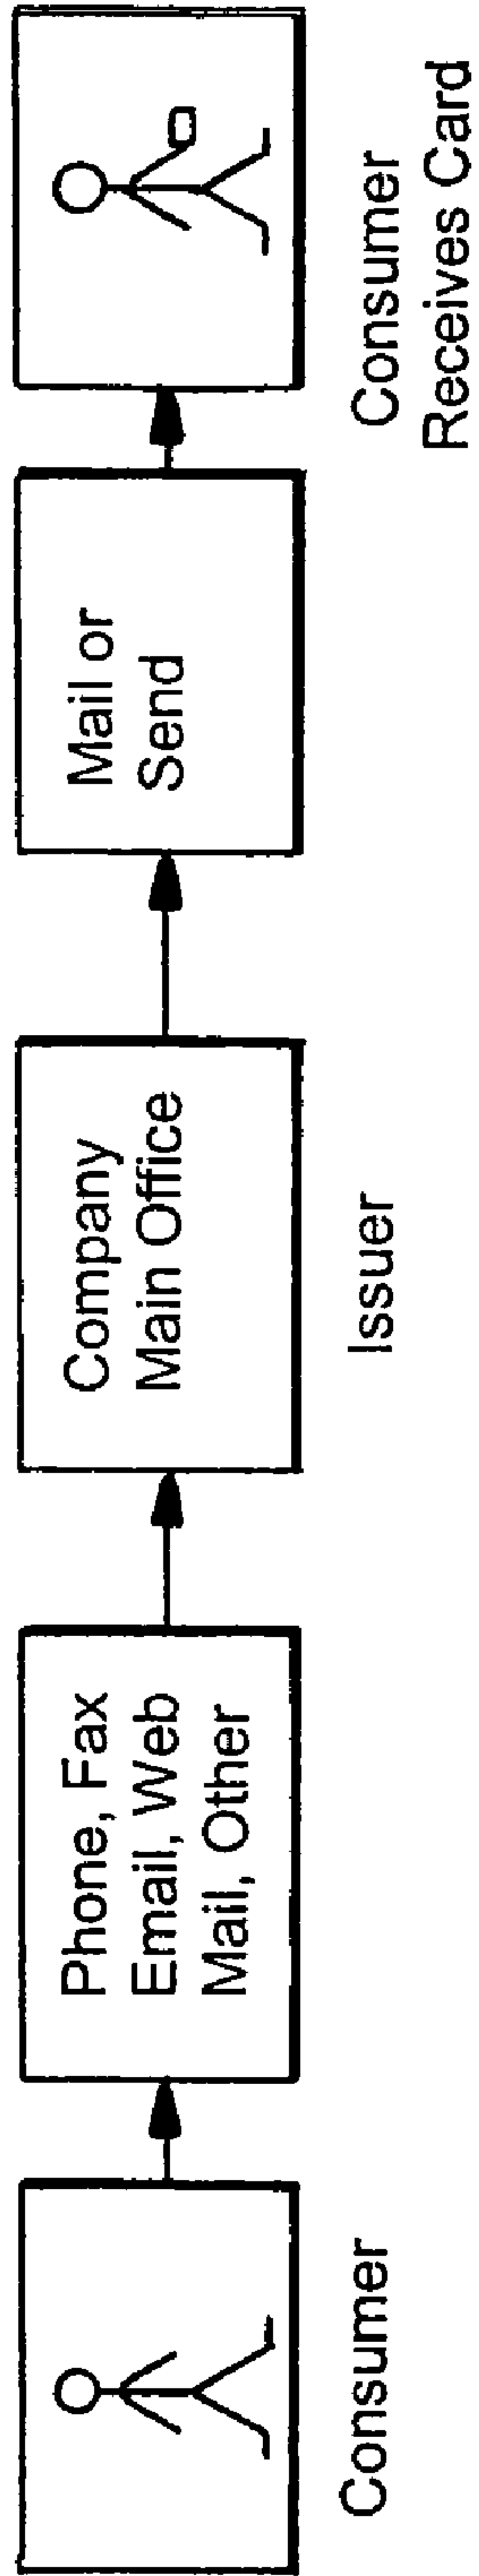 Consumer
Phone, Fax
Email, Web
Mail, Other
Company
Main Office
Issuer
Mail or
Send
Consumer
Receives Card